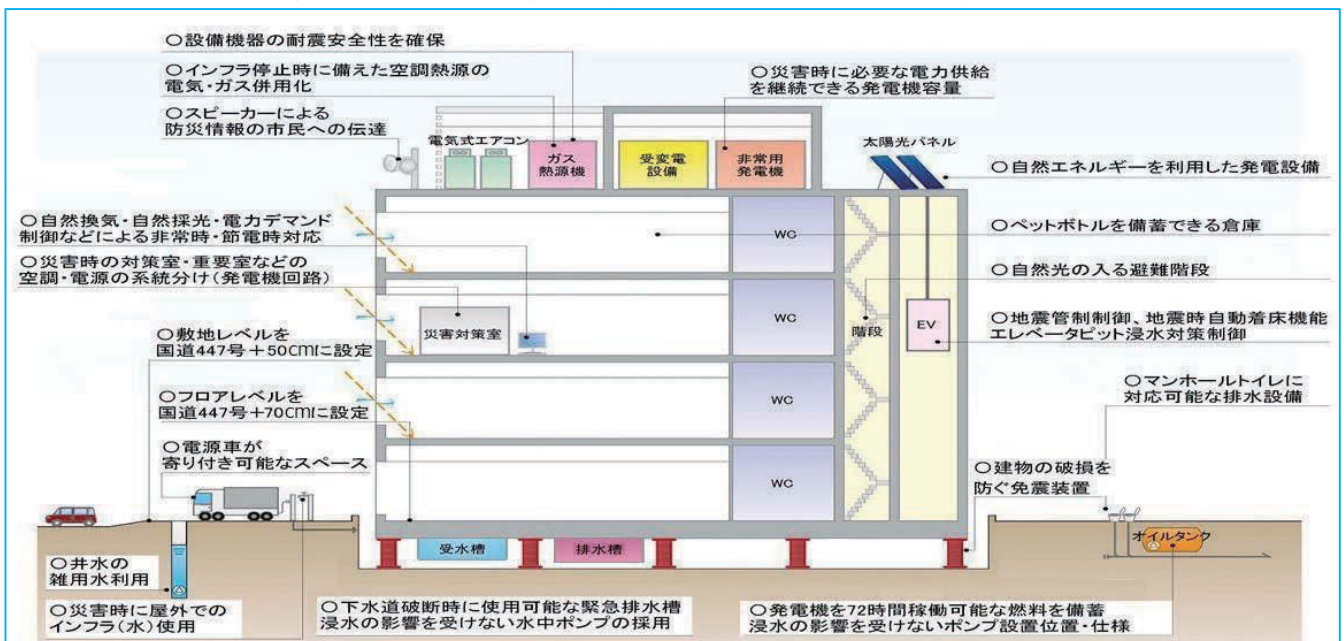 ○設備機器の耐震安全性を確保
○インフラ停止時に備えた空調熱源の
電気・ガス併用化
○スピーカーによる
防災情報の市民への伝達
○災害時に必要な電力供給
を継続できる発電機容量
電気式エアコン
ガス
熱源機
受変電
設備
非常用
発電機
太陽光パネル
○自然エネルギーを利用した発電設備
○自然換気・自然採光・電力デマンド
制御などによる非常時・節電時対応
○災害時の対策室・重要室などの
空調・電源の系統分け(発電機回路)
WC
○ペットボトルを備蓄できる倉庫
○自然光の入る避難階段
災害対策室
WC
階段
EV
○地震管制制御、地震時自動着床機能
エレベータピット浸水対策制御
○敷地レベルを
国道447号+50CMに設定
○フロアレベルを
国道447号+70CMに設定
WC
○マンホールトイレに
対応可能な排水設備
○電源車が
寄り付き可能なスペース
WC
○建物の破損を
防ぐ免震装置
受水槽
排水槽
オイルタンク
○井水の
雑用水利用
○災害時に屋外での
インフラ(水)使用
○下水道破断時に使用可能な緊急排水槽
浸水の影響を受けない水中ポンプの採用
○発電機を72時間稼働可能な燃料を備蓄
浸水の影響を受けないポンプ設置位置・仕様